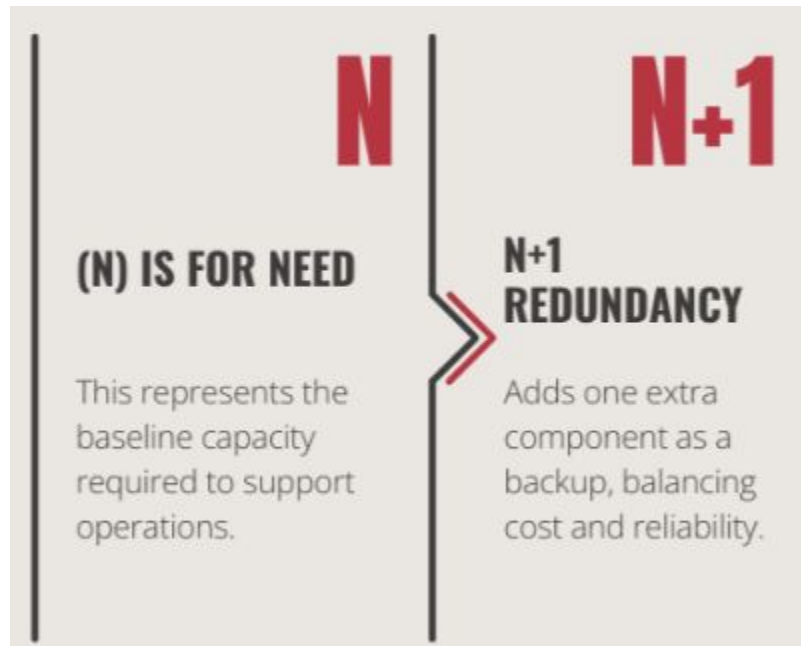 N
(N) IS FOR NEED
This represents the
baseline capacity
required to support
operations.
N+1
N+1
REDUNDANCY
Adds one extra
component as a
backup, balancing
cost and reliability.